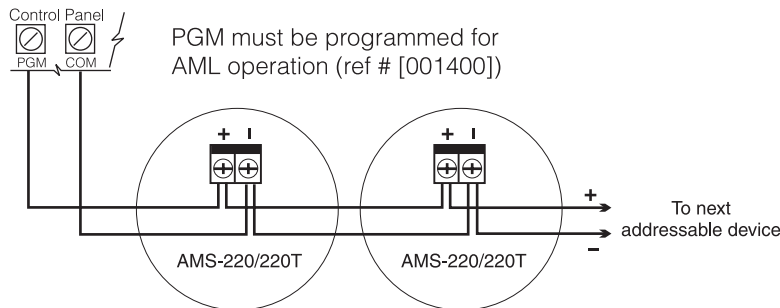 Control Panel
PGM COM
PGM must be programmed for
AML operation (ref # [001400])
+ − + −
+
To next
addressable device
−
AMS-220/220T AMS-220/220T